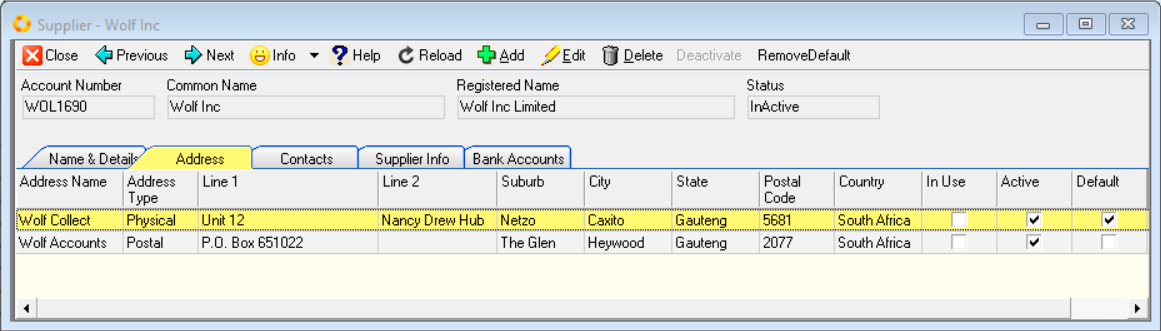 Supplier - Wolf Inc
Close Previous Next Info Help Reload Add Edit Delete Deactivate RemoveDefault
Account Number Common Name Registered Name Status
WOL1690 Wolf Inc Wolf Inc Limited InActive
Name & Details Address Contacts Supplier Info Bank Accounts
Address Name Address Type Line 1 Line 2 Suburb City State Postal Code Country In Use Active Default
Wolf Collect Physical Unit 12 Nancy Drew Hub Netzo Caxito Gauteng 5681 South Africa
Wolf Accounts Postal P.O. Box 651022 The Glen Heywood Gauteng 2077 South Africa